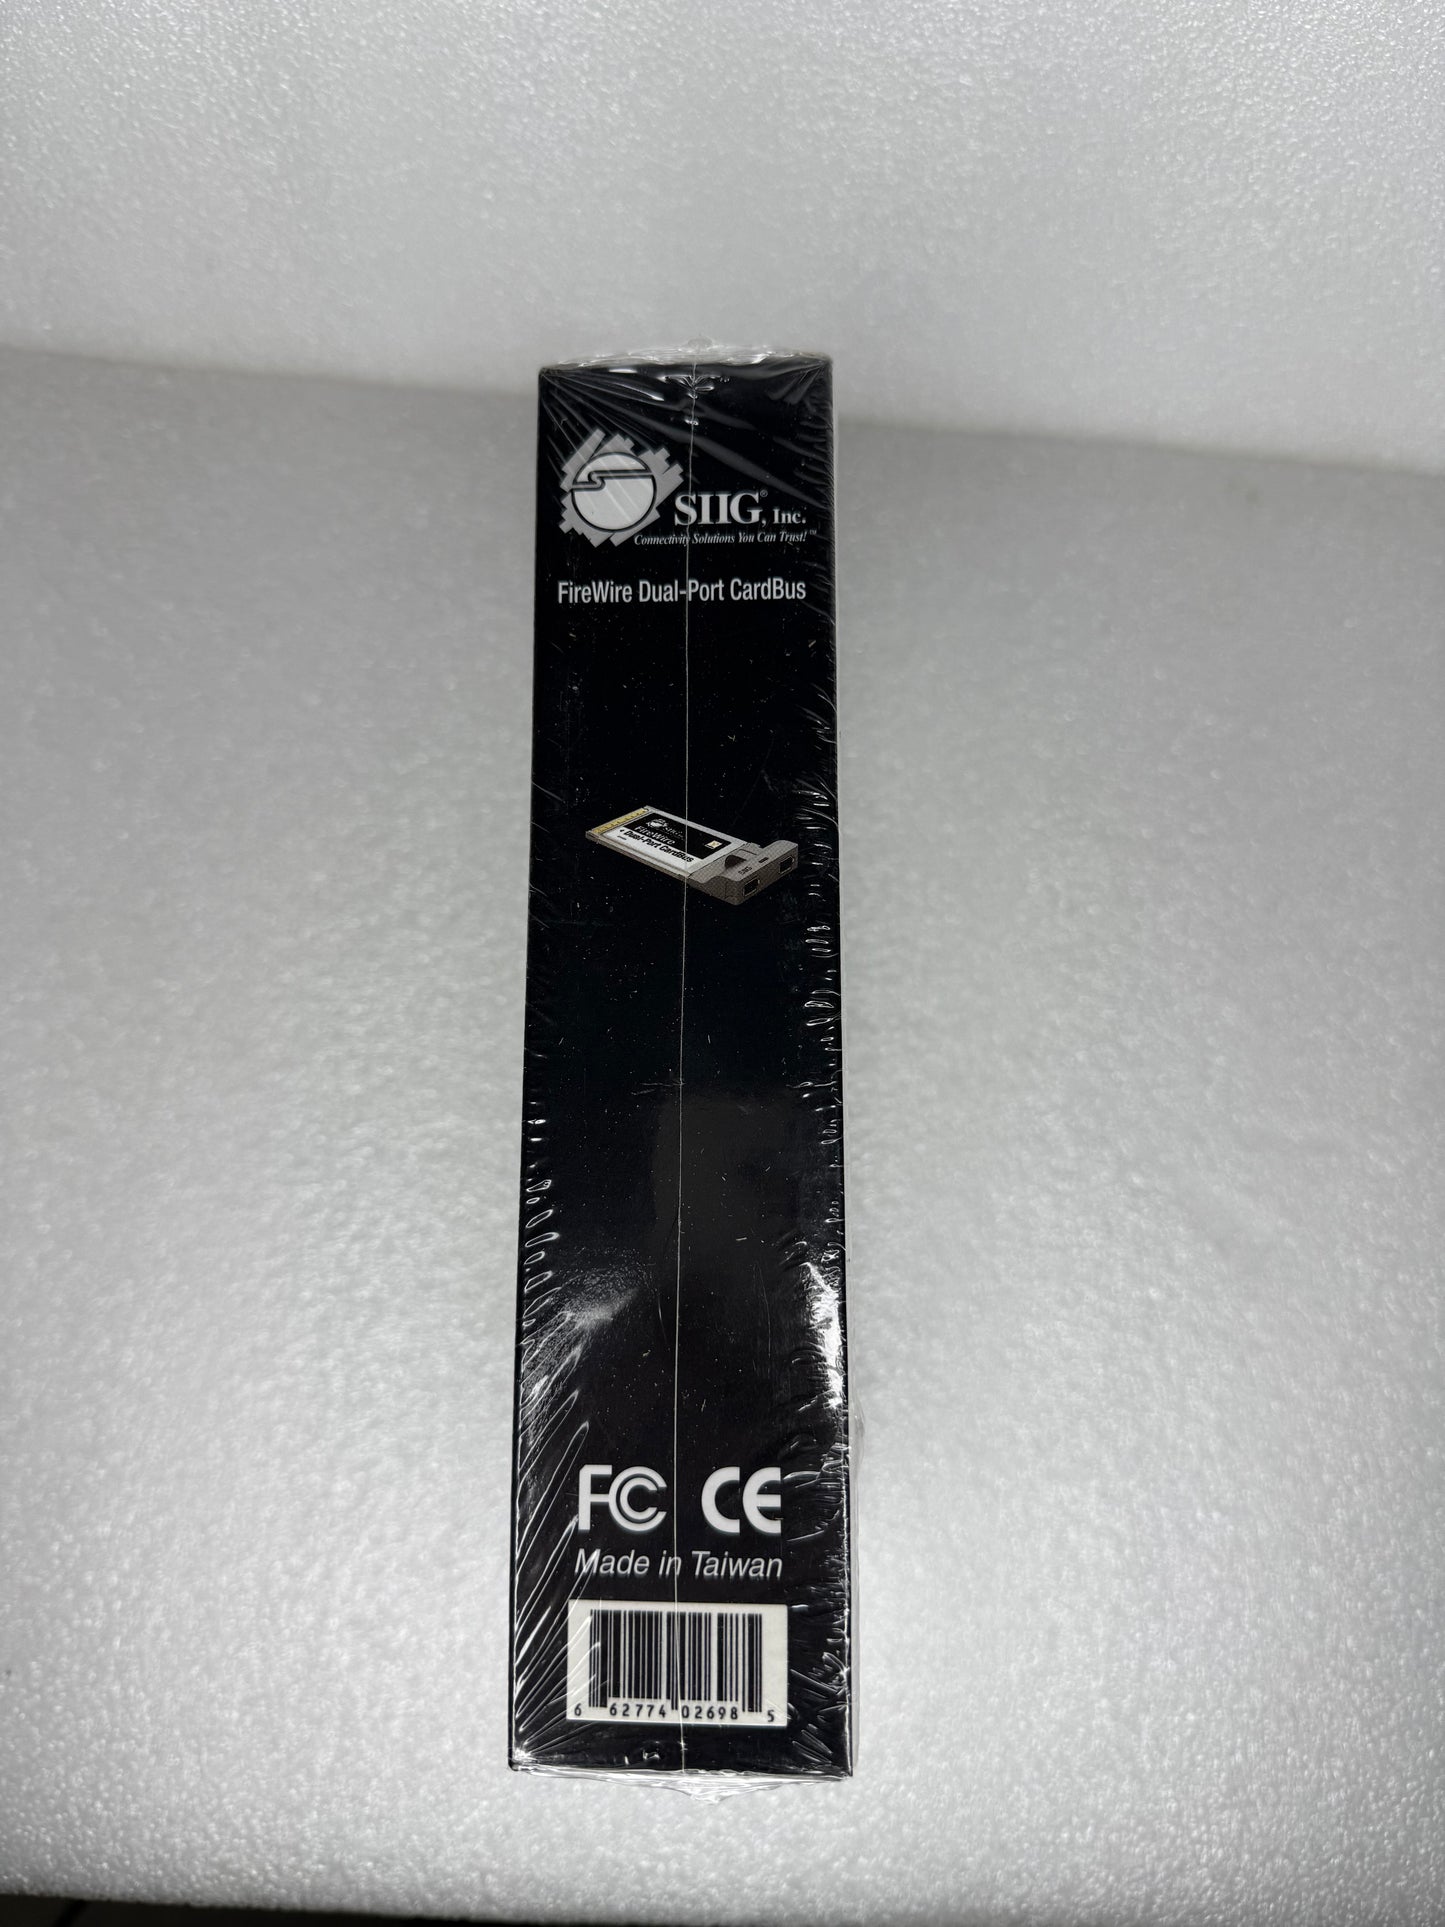 SIIG®, Inc.
Connectivity Solutions You Can Trust!™
FireWire Dual-Port CardBus
FireWire
Dual-Port CardBus
FC CE
Made in Taiwan
6 62774 02698 5